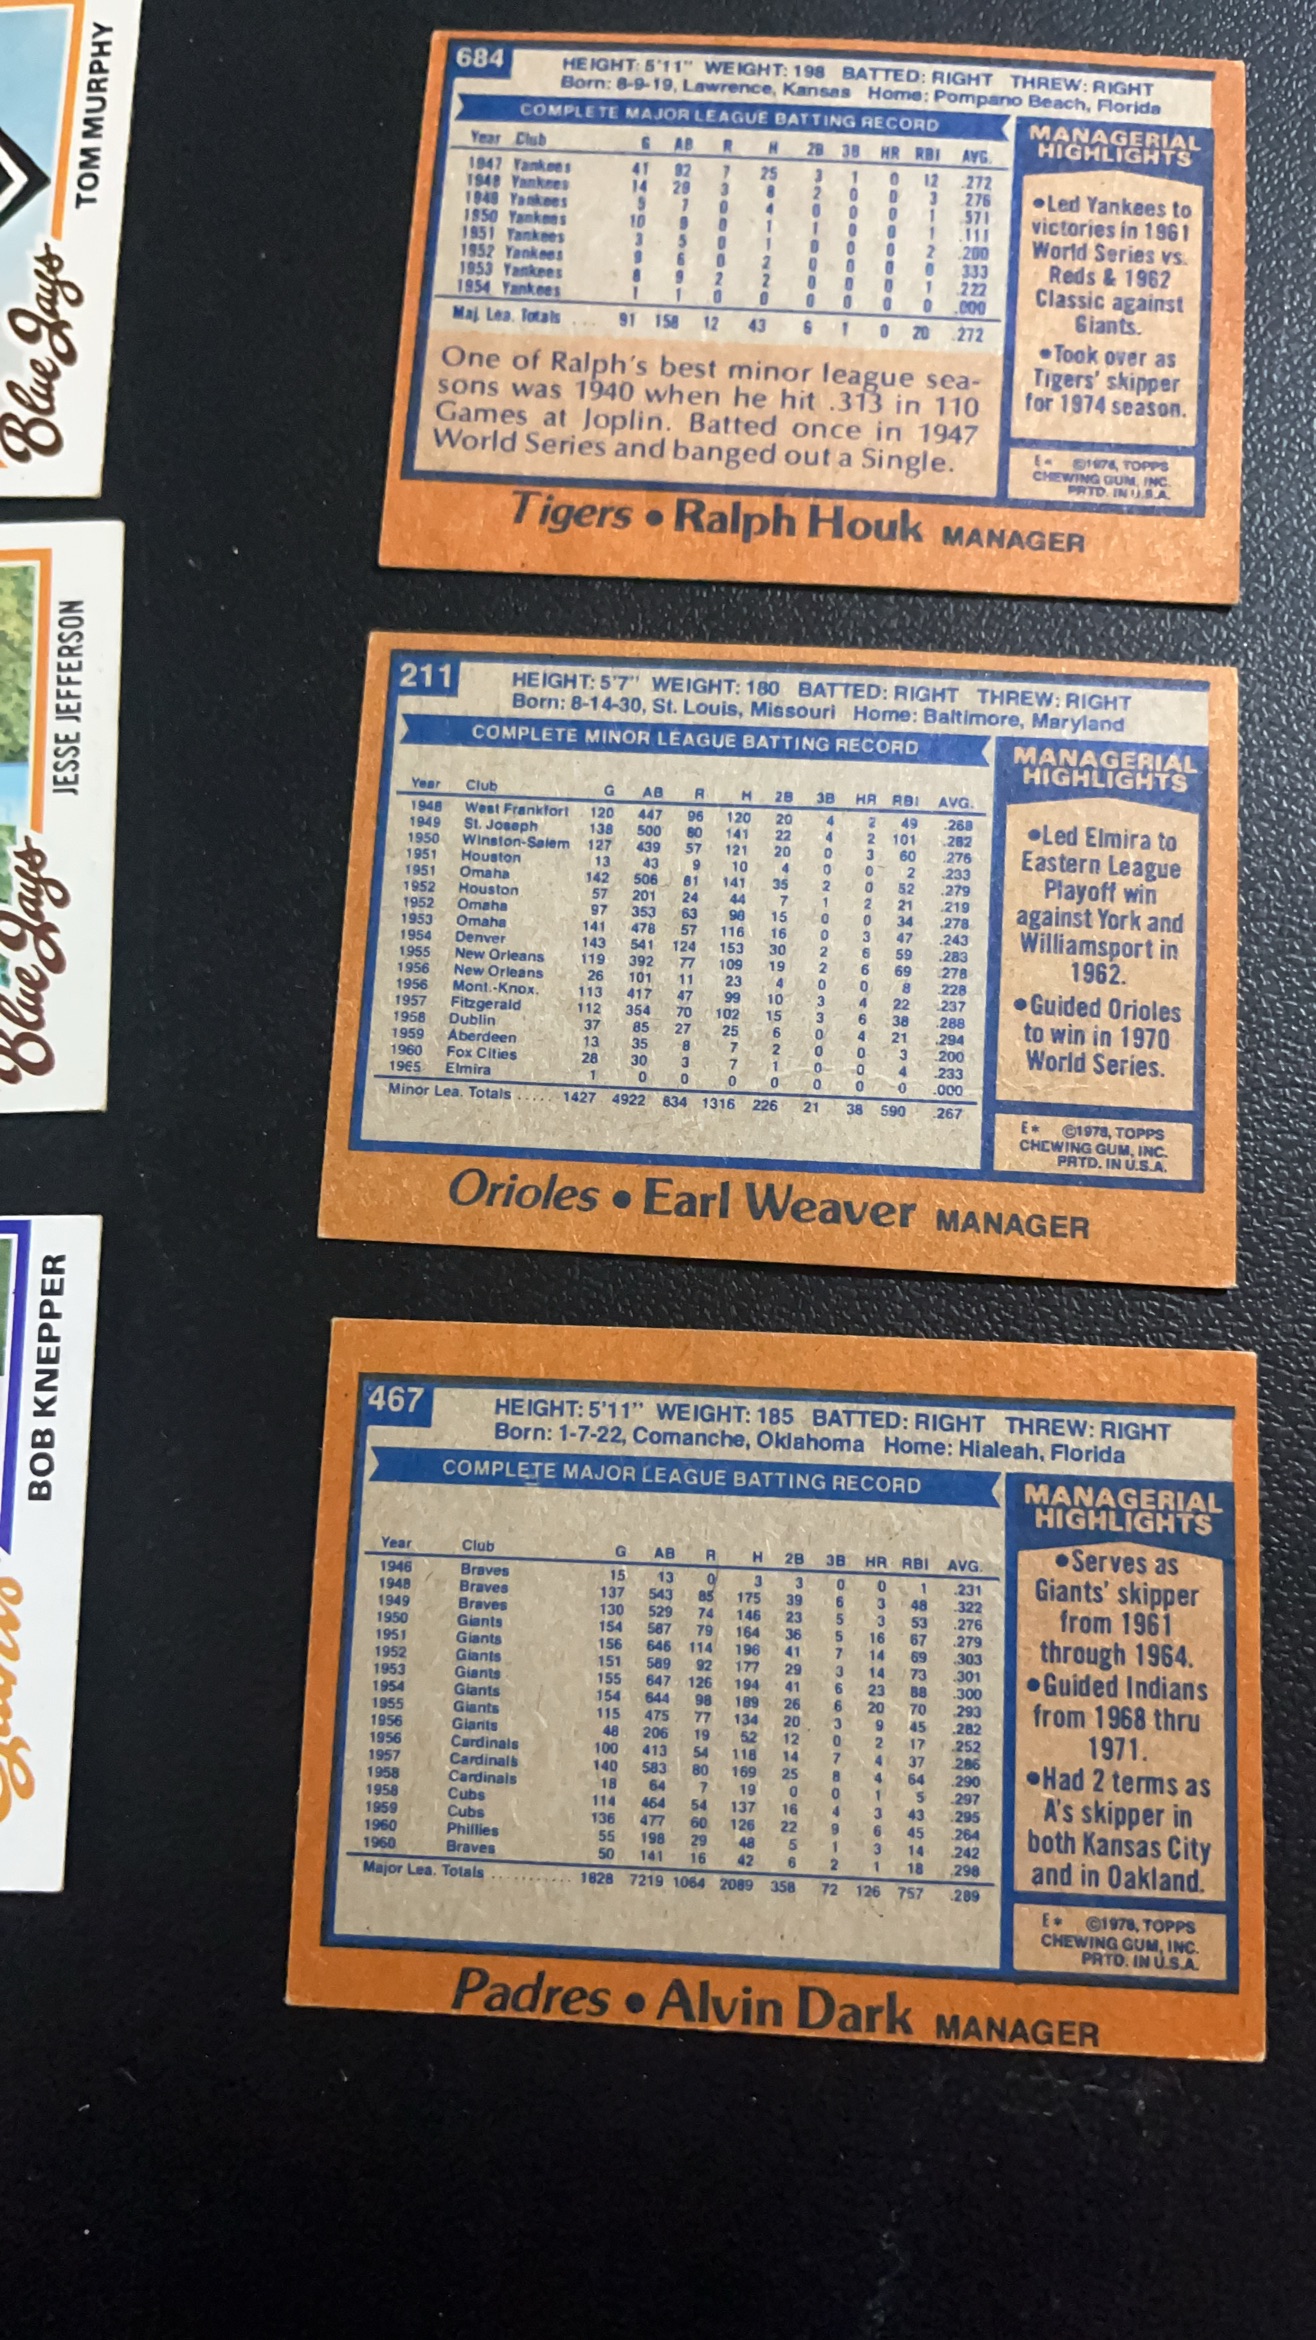 TOM MURPHY
Blue Jays
JESSE JEFFERSON
Blue Jays
BOB KNEPPER
684
HEIGHT: 5'11" WEIGHT: 198 BATTED: RIGHT THREW: RIGHT
Born: 8-9-19, Lawrence, Kansas Home: Pompano Beach, Florida
COMPLETE MAJOR LEAGUE BATTING RECORD
Year Club G AB R H 2B 3B HR RBI AVG.
1947 Yankees 41 92 7 25 3 1 0 12 .272
1948 Yankees 14 29 3 8 2 0 0 3 .276
1949 Yankees 5 7 0 4 0 0 0 1 .571
1950 Yankees 10 9 0 1 1 0 0 1 .111
1951 Yankees 3 5 0 1 0 0 0 2 .200
1952 Yankees 9 6 0 2 0 0 0 0 .333
1953 Yankees 8 9 2 2 0 0 0 1 .222
1954 Yankees 1 1 0 0 0 0 0 0 .000
Maj. Lea. Totals ... 91 158 12 43 6 1 0 20 .272
One of Ralph's best minor league sea-
sons was 1940 when he hit .313 in 110
Games at Joplin. Batted once in 1947
World Series and banged out a Single.
MANAGERIAL
HIGHLIGHTS
•Led Yankees to
victories in 1961
World Series vs.
Reds & 1962
Classic against
Giants.
•Took over as
Tigers' skipper
for 1974 season.
E* ©1978, TOPPS
CHEWING GUM, INC.
PRTD. IN U.S.A.
Tigers • Ralph Houk MANAGER
211
HEIGHT: 5'7" WEIGHT: 180 BATTED: RIGHT THREW: RIGHT
Born: 8-14-30, St. Louis, Missouri Home: Baltimore, Maryland
COMPLETE MINOR LEAGUE BATTING RECORD
Year Club G AB R H 2B 3B HR RBI AVG.
1948 West Frankfort 120 447 96 120 20 4 2 49 .268
1949 St. Joseph 138 500 80 141 22 4 2 101 .282
1950 Winston-Salem 127 439 57 121 20 0 3 60 .276
1951 Houston 13 43 9 10 4 0 0 2 .233
1951 Omaha 142 506 81 141 35 2 0 52 .279
1952 Houston 57 201 24 44 7 1 2 21 .219
1952 Omaha 97 353 63 98 15 0 0 34 .278
1953 Omaha 141 478 57 116 16 0 3 47 .243
1954 Denver 143 541 124 153 30 2 6 59 .283
1955 New Orleans 119 392 77 109 19 2 6 69 .278
1956 New Orleans 26 101 11 23 4 0 0 8 .228
1956 Mont.-Knox. 113 417 47 99 10 3 4 22 .237
1957 Fitzgerald 112 354 70 102 15 3 6 38 .288
1958 Dublin 37 85 27 25 6 0 4 21 .294
1959 Aberdeen 13 35 8 7 2 0 0 3 .200
1960 Fox Cities 28 30 3 7 1 0 0 4 .233
1965 Elmira 1 0 0 0 0 0 0 0 .000
Minor Lea. Totals ..... 1427 4922 834 1316 226 21 38 590 .267
MANAGERIAL
HIGHLIGHTS
•Led Elmira to
Eastern League
Playoff win
against York and
Williamsport in
1962.
•Guided Orioles
to win in 1970
World Series.
E* ©1978, TOPPS
CHEWING GUM, INC.
PRTD. IN U.S.A.
Orioles • Earl Weaver MANAGER
467
HEIGHT: 5'11" WEIGHT: 185 BATTED: RIGHT THREW: RIGHT
Born: 1-7-22, Comanche, Oklahoma Home: Hialeah, Florida
COMPLETE MAJOR LEAGUE BATTING RECORD
Year Club G AB R H 2B 3B HR RBI AVG.
1946 Braves 15 13 0 3 3 0 0 1 .231
1948 Braves 137 543 85 175 39 6 3 48 .322
1949 Braves 130 529 74 146 23 5 3 53 .276
1950 Giants 154 587 79 164 36 5 16 67 .279
1951 Giants 156 646 114 196 41 7 14 69 .303
1952 Giants 151 589 92 177 29 3 14 73 .301
1953 Giants 155 647 126 194 41 6 23 88 .300
1954 Giants 154 644 98 189 26 6 20 70 .293
1955 Giants 115 475 77 134 20 3 9 45 .282
1956 Giants 48 206 19 52 12 0 2 17 .252
1956 Cardinals 100 413 54 118 14 7 4 37 .286
1957 Cardinals 140 583 80 169 25 8 4 64 .290
1958 Cardinals 18 64 7 19 0 0 1 5 .297
1958 Cubs 114 464 54 137 16 4 3 43 .295
1959 Cubs 136 477 60 126 22 9 6 45 .264
1960 Phillies 55 198 29 48 5 1 3 14 .242
1960 Braves 50 141 16 42 6 2 1 18 .298
Major Lea. Totals ........... 1828 7219 1064 2089 358 72 126 757 .289
MANAGERIAL
HIGHLIGHTS
•Serves as
Giants' skipper
from 1961
through 1964.
•Guided Indians
from 1968 thru
1971.
•Had 2 terms as
A's skipper in
both Kansas City
and in Oakland.
E* ©1978, TOPPS
CHEWING GUM, INC.
PRTD. IN U.S.A.
Padres • Alvin Dark MANAGER